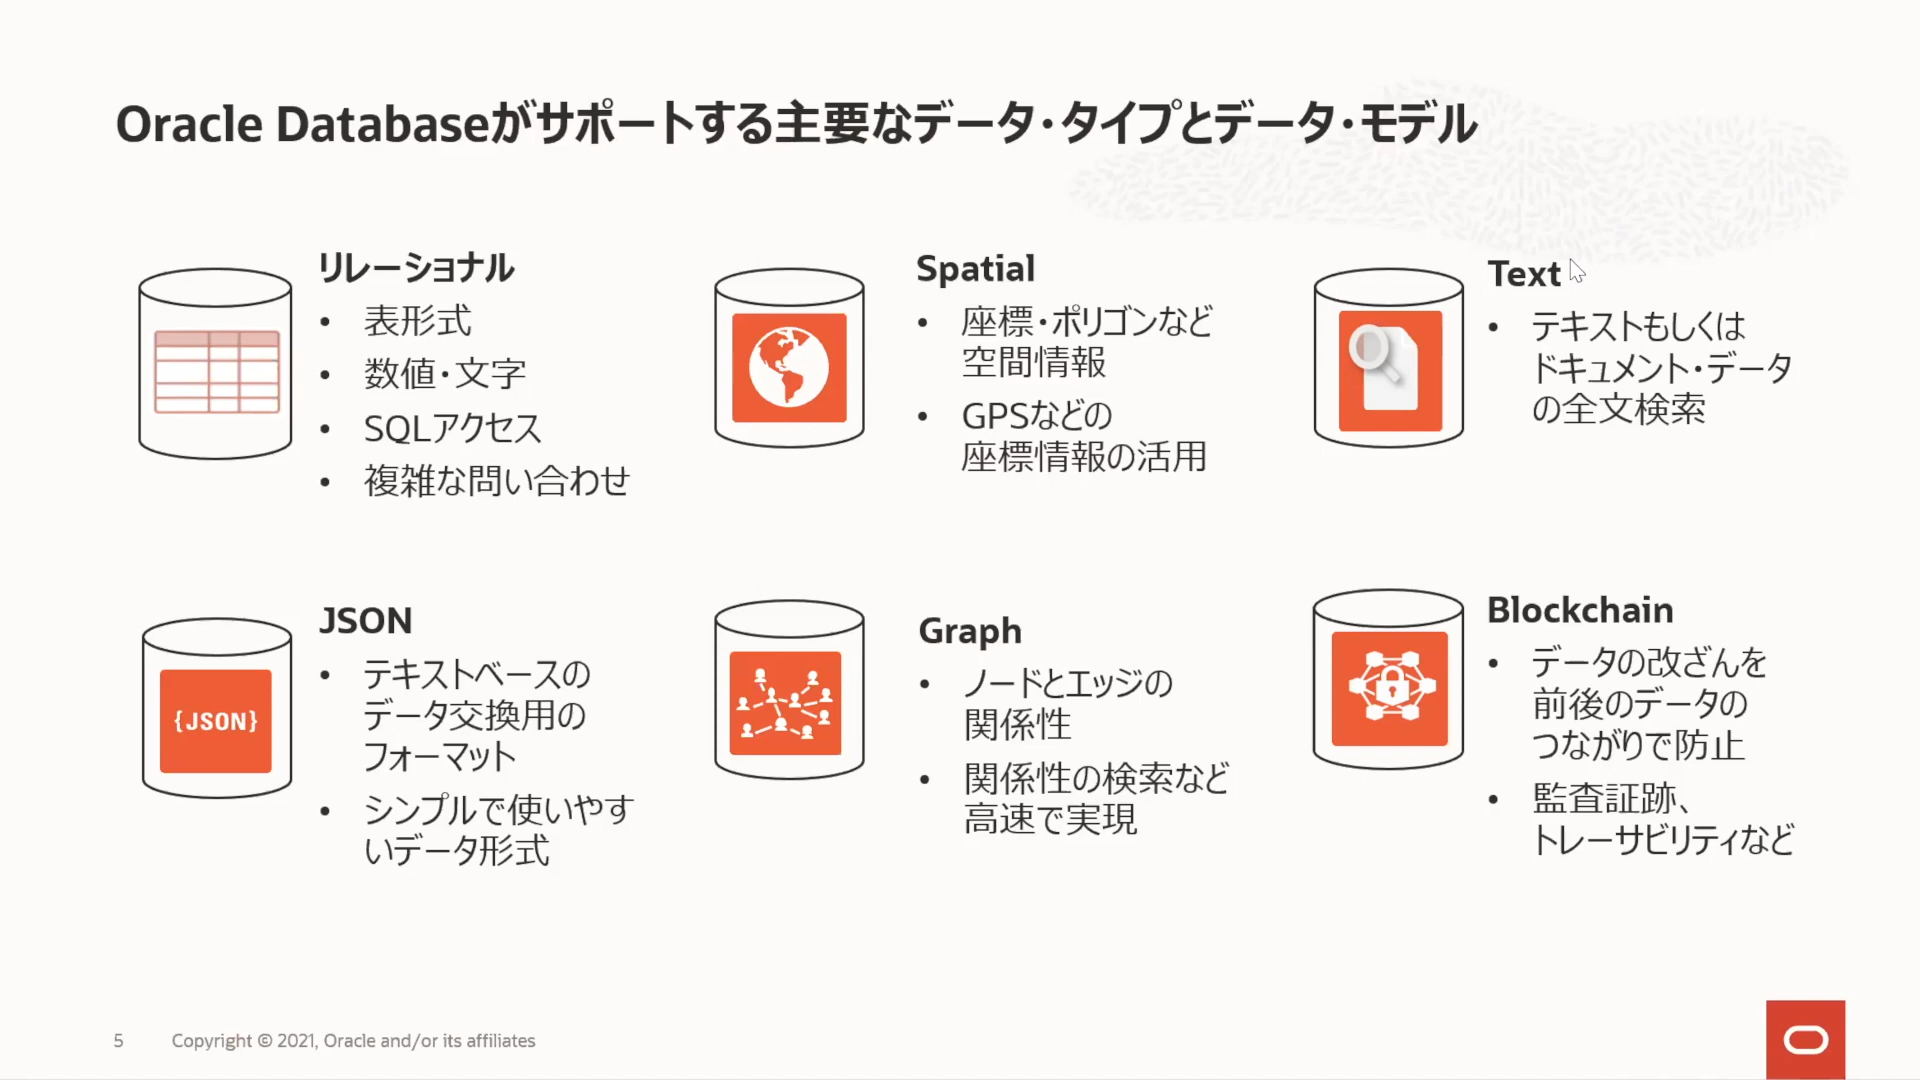 Oracle Databaseがサポートする主要なデータ・タイプとデータ・モデル
リレーショナル
• 表形式
• 数値・文字
• SQLアクセス
• 複雑な問い合わせ
Spatial
• 座標・ポリゴンなど
空間情報
• GPSなどの
座標情報の活用
Text
• テキストもしくは
ドキュメント・データ
の全文検索
JSON
{JSON}
• テキストベースの
データ交換用の
フォーマット
• シンプルで使いやす
いデータ形式
Graph
• ノードとエッジの
関係性
• 関係性の検索など
高速で実現
Blockchain
• データの改ざんを
前後のデータの
つながりで防止
• 監査証跡、
トレーサビリティなど
5 Copyright © 2021, Oracle and/or its affiliates